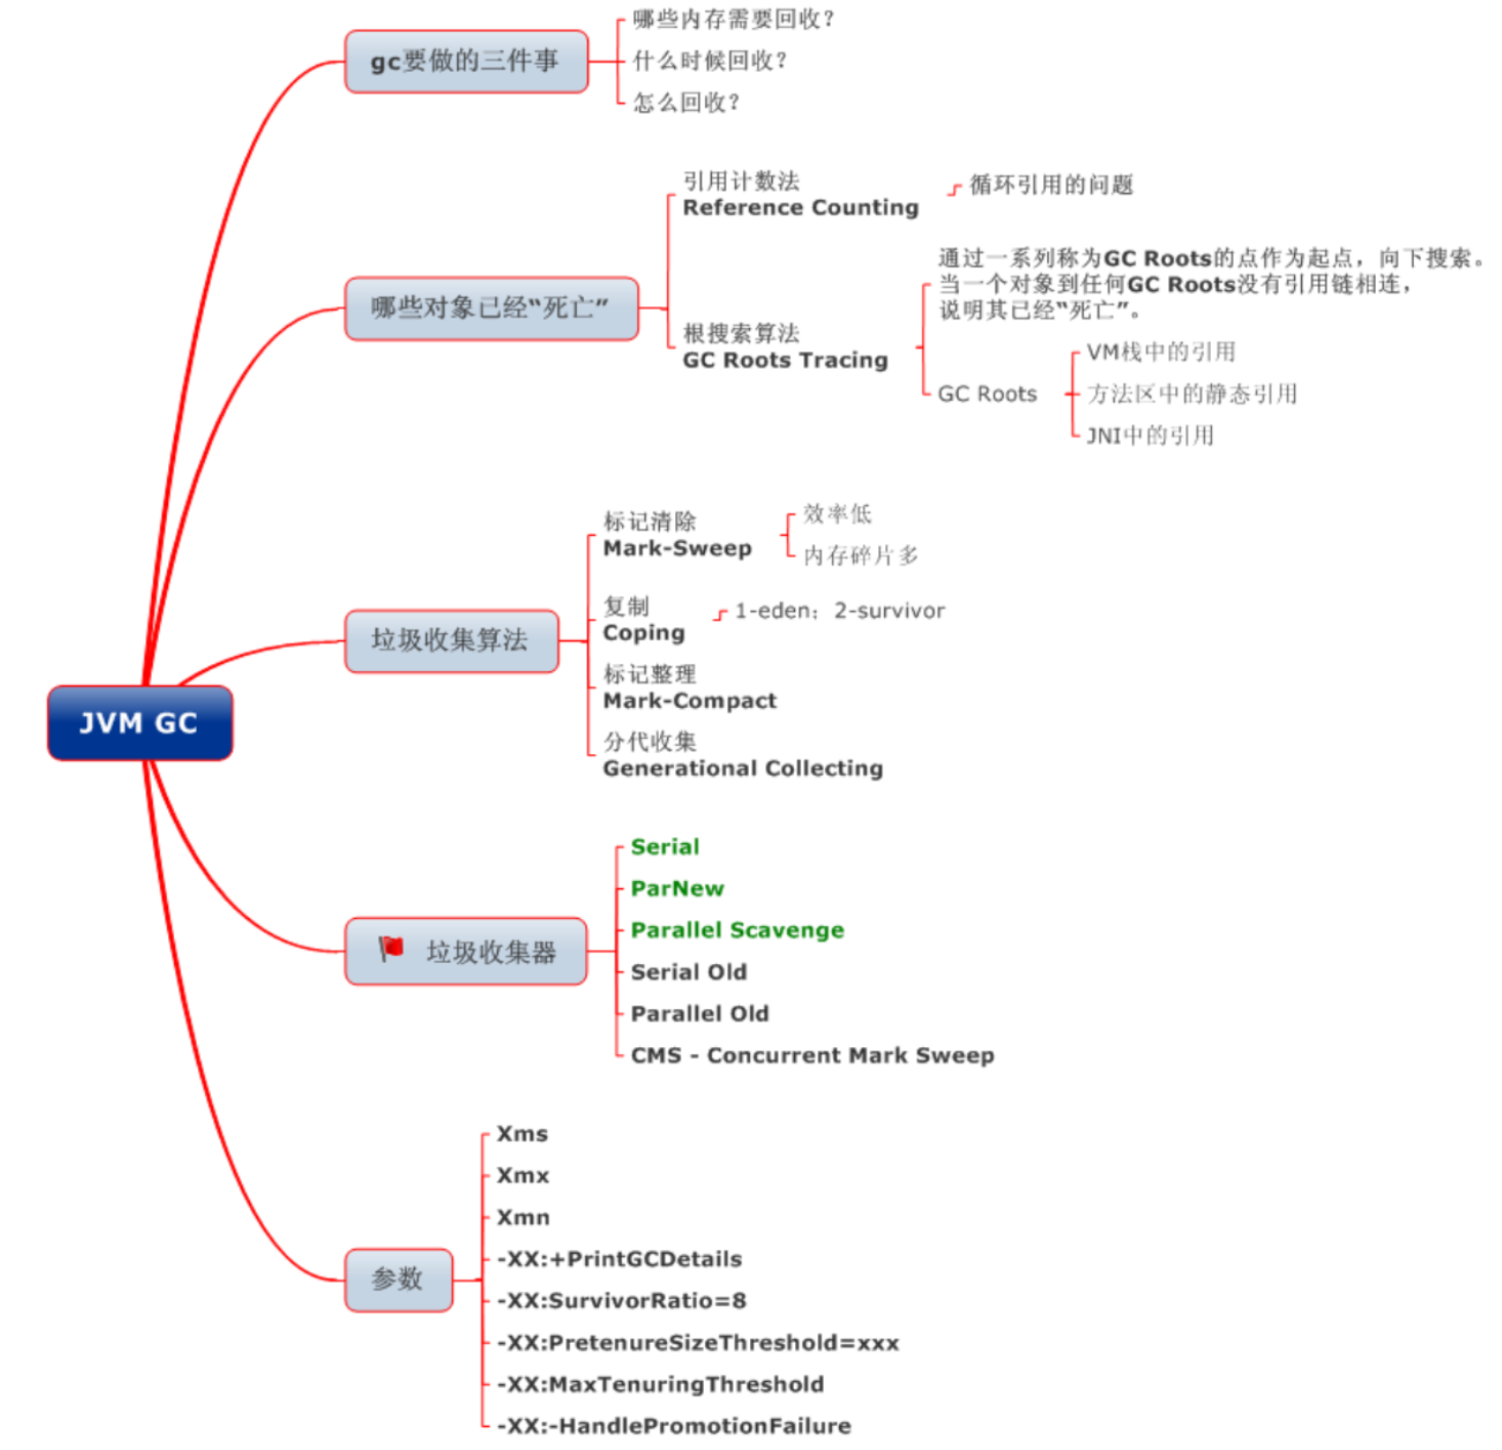 JVM GC
gc要做的三件事
哪些内存需要回收？
什么时候回收？
怎么回收？
哪些对象已经“死亡”
引用计数法
Reference Counting
循环引用的问题
根搜索算法
GC Roots Tracing
通过一系列称为GC Roots的点作为起点，向下搜索。
当一个对象到任何GC Roots没有引用链相连，
说明其已经“死亡”。
GC Roots
VM栈中的引用
方法区中的静态引用
JNI中的引用
垃圾收集算法
标记清除
Mark-Sweep
效率低
内存碎片多
复制
Coping
1-eden；2-survivor
标记整理
Mark-Compact
分代收集
Generational Collecting
垃圾收集器
Serial
ParNew
Parallel Scavenge
Serial Old
Parallel Old
CMS - Concurrent Mark Sweep
参数
Xms
Xmx
Xmn
-XX:+PrintGCDetails
-XX:SurvivorRatio=8
-XX:PretenureSizeThreshold=xxx
-XX:MaxTenuringThreshold
-XX:-HandlePromotionFailure